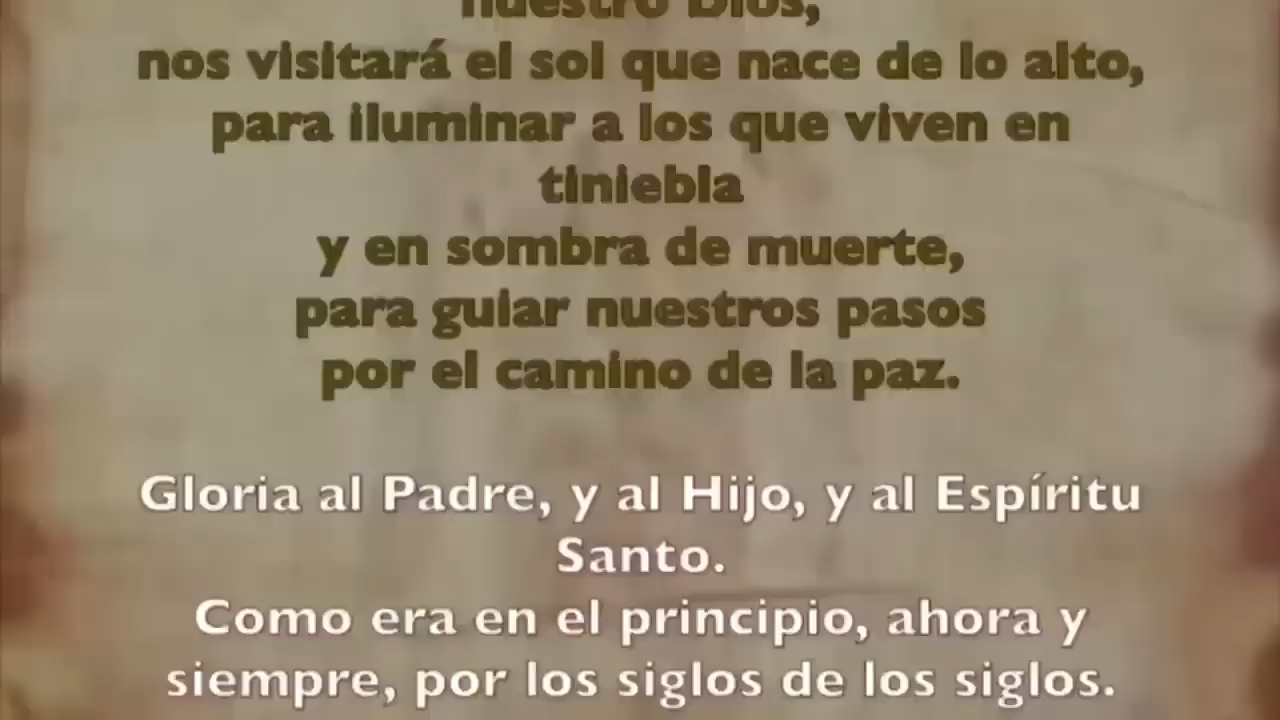 nuestro Dios,
nos visitará el sol que nace de lo alto,
para iluminar a los que viven en
tiniebla
y en sombra de muerte,
para guiar nuestros pasos
por el camino de la paz.
Gloria al Padre, y al Hijo, y al Espíritu
Santo.
Como era en el principio, ahora y
siempre, por los siglos de los siglos.